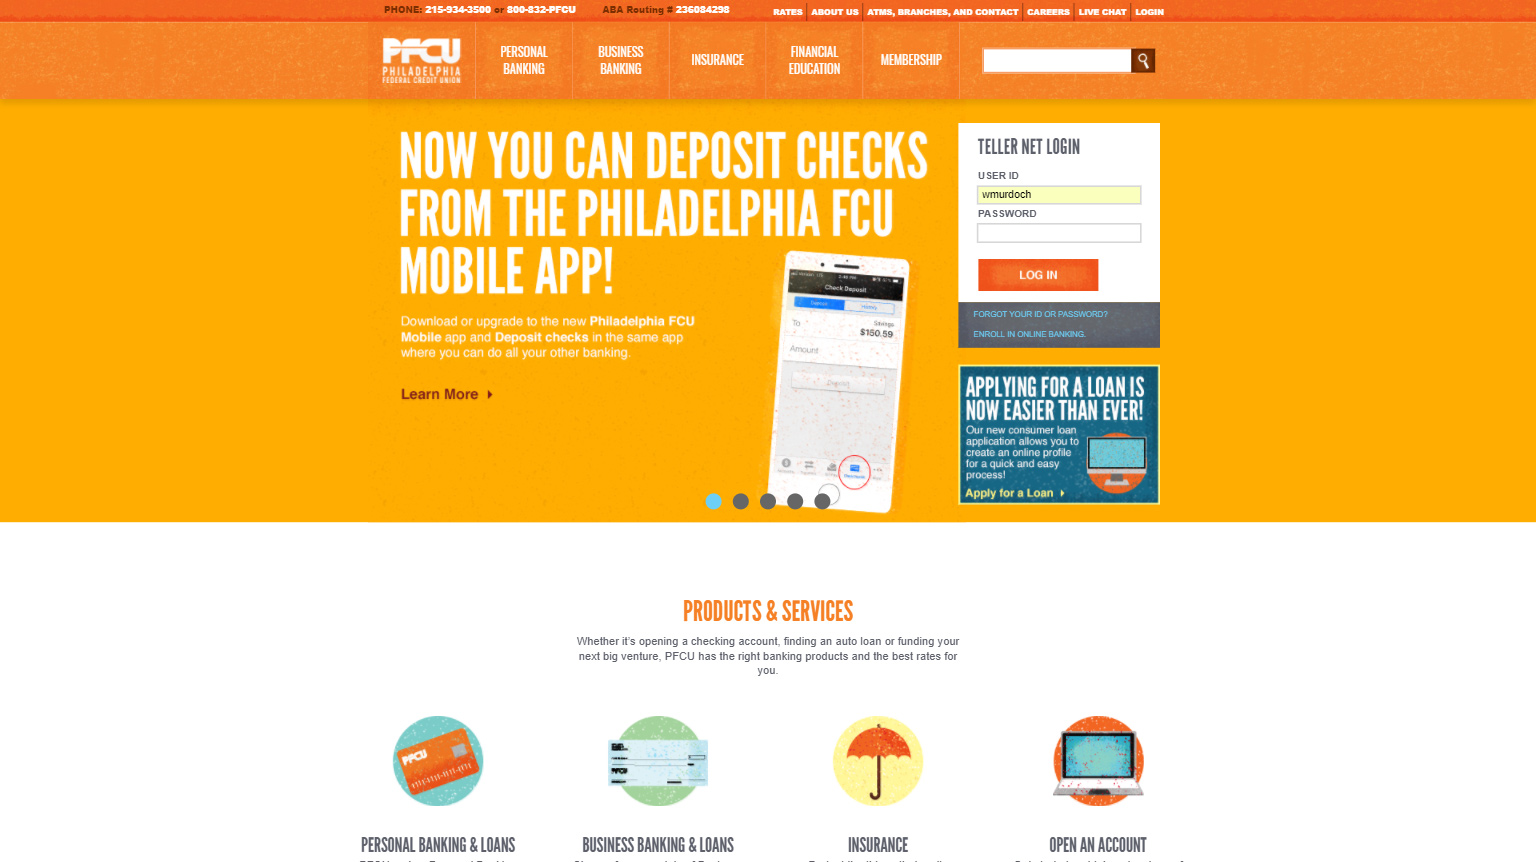 PHONE: 215-934-3500 or 800-832-PFCU
ABA Routing # 236084298
RATES
ABOUT US
ATMS, BRANCHES, AND CONTACT
CAREERS
LIVE CHAT
LOGIN
PFCU
PHILADELPHIA
FEDERAL CREDIT UNION
PERSONAL
BANKING
BUSINESS
BANKING
INSURANCE
FINANCIAL
EDUCATION
MEMBERSHIP
NOW YOU CAN DEPOSIT CHECKS
FROM THE PHILADELPHIA FCU
MOBILE APP!
Download or upgrade to the new Philadelphia FCU
Mobile app and Deposit checks in the same app
where you can do all your other banking.
Learn More
Check Deposit
Deposit
History
To
Savings
$150.59
Amount
Deposit
TELLER NET LOGIN
USER ID
wmurdoch
PASSWORD
LOG IN
FORGOT YOUR ID OR PASSWORD?
ENROLL IN ONLINE BANKING.
APPLYING FOR A LOAN IS
NOW EASIER THAN EVER!
Our new consumer loan
application allows you to
create an online profile
for a quick and easy
process!
Apply for a Loan
PRODUCTS & SERVICES
Whether it's opening a checking account, finding an auto loan or funding your
next big venture, PFCU has the right banking products and the best rates for
you.
PFCU
PFCU
PERSONAL BANKING & LOANS
BUSINESS BANKING & LOANS
INSURANCE
OPEN AN ACCOUNT